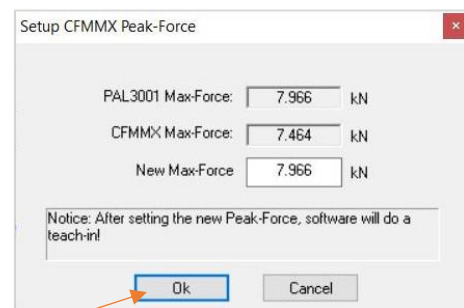 Setup CFMMX Peak-Force
PAL3001 Max-Force: 7.966 kN
CFMMX Max-Force: 7.464 kN
New Max-Force 7.966 kN
Notice: After setting the new Peak-Force, software will do a
teach-in!
Ok Cancel